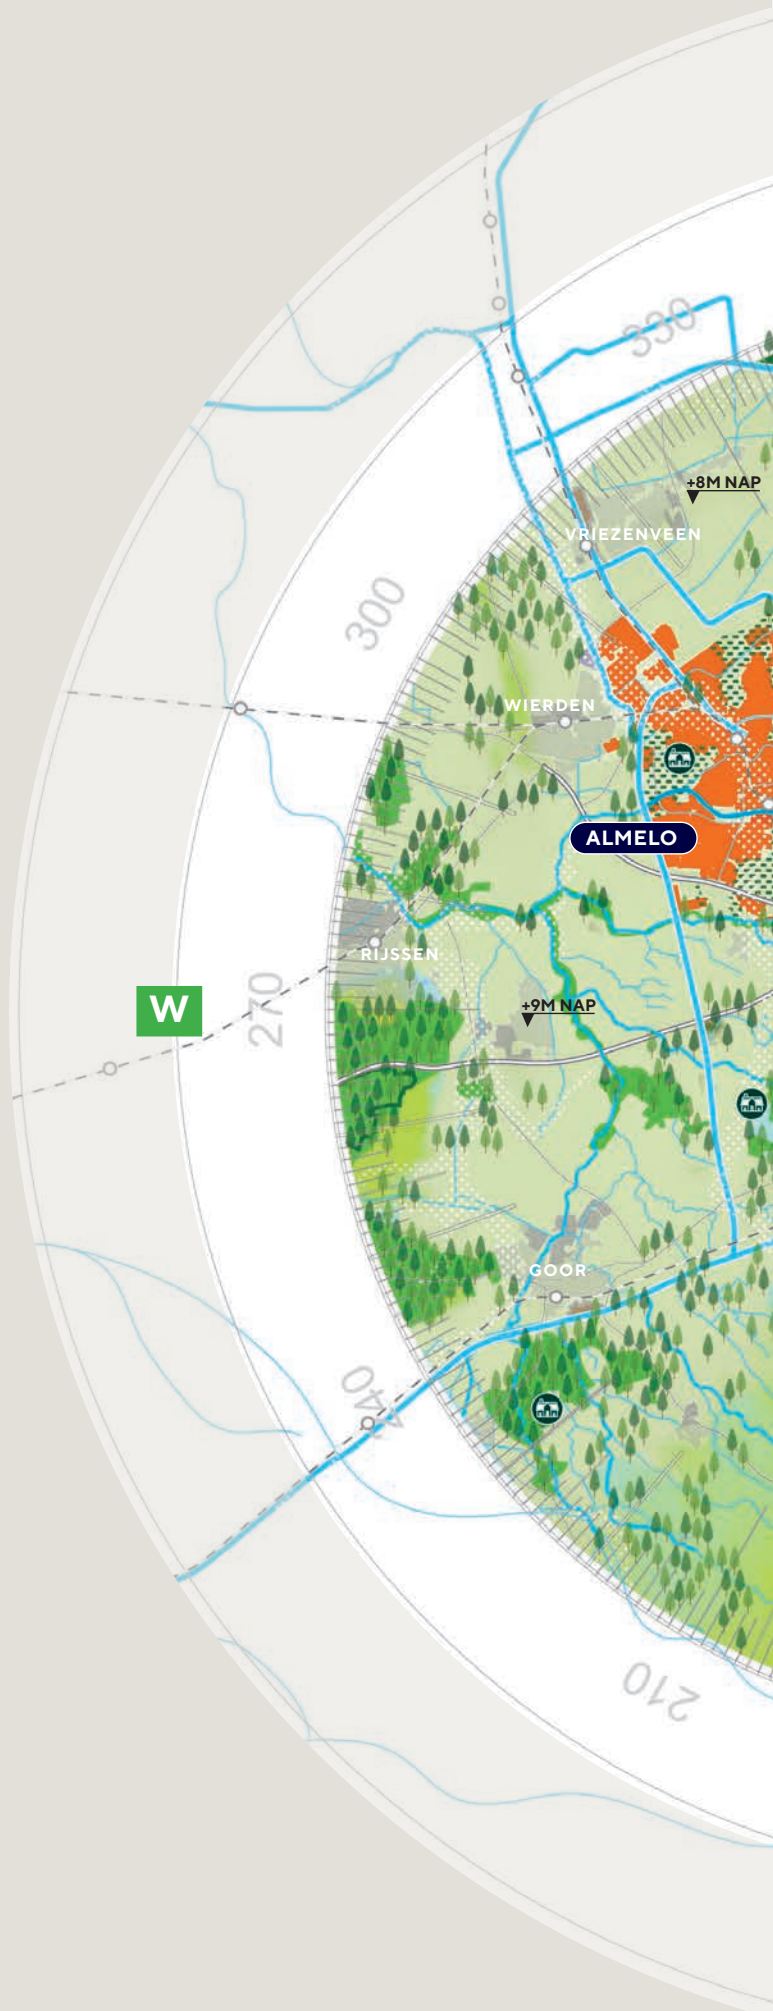 330
+8M NAP
VRIEZENVEEN
300
WIERDEN
ALMELO
RIJSSEN
W
270
+9M NAP
GOOR
240
210